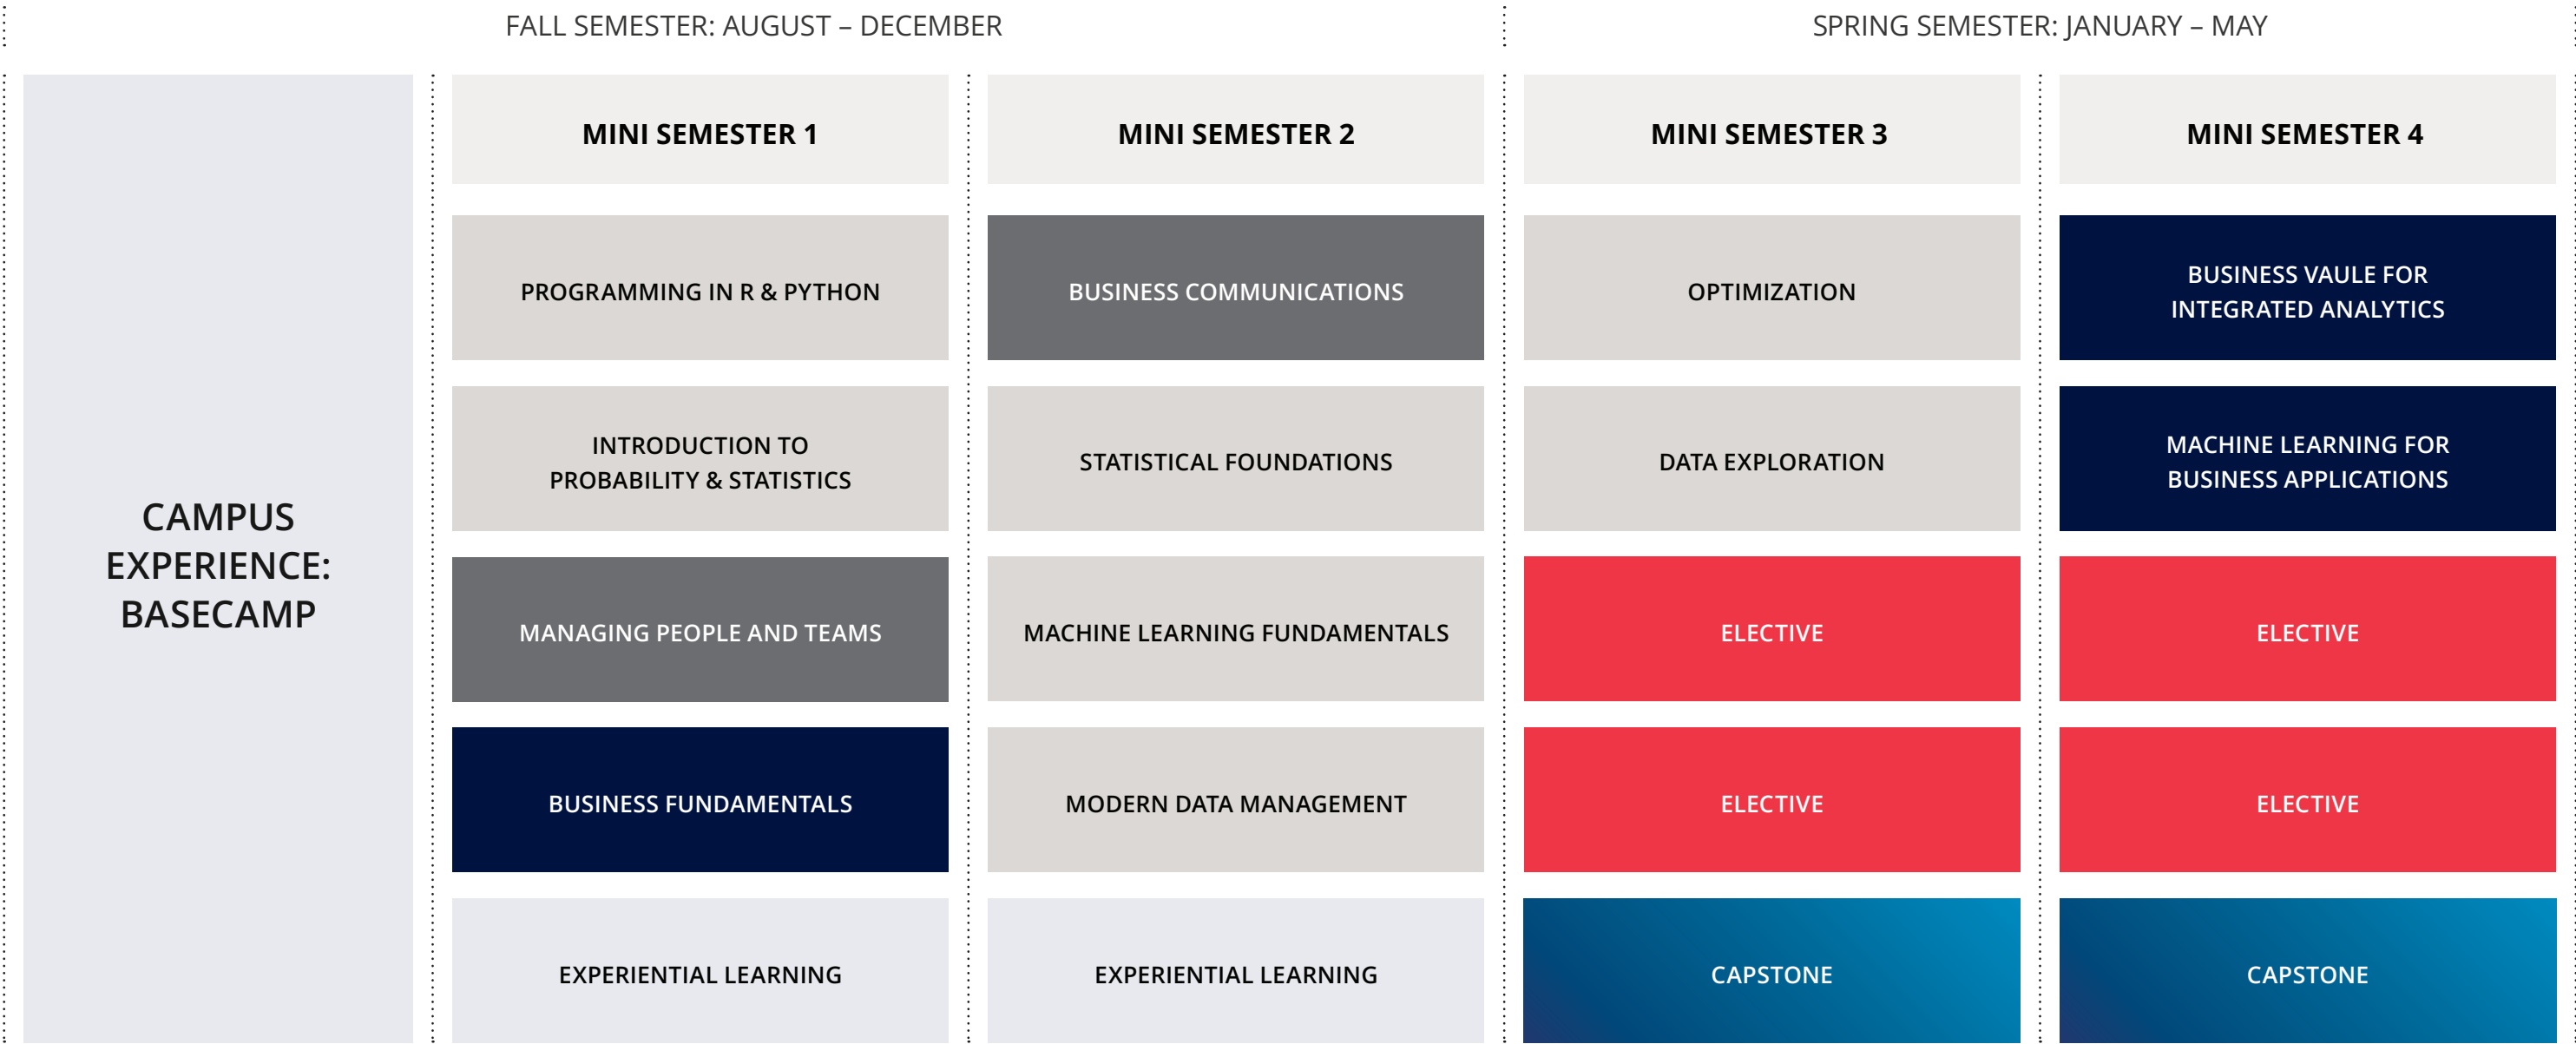 FALL SEMESTER: AUGUST – DECEMBER
SPRING SEMESTER: JANUARY – MAY
CAMPUS
EXPERIENCE:
BASECAMP
MINI SEMESTER 1
PROGRAMMING IN R & PYTHON
INTRODUCTION TO
PROBABILITY & STATISTICS
MANAGING PEOPLE AND TEAMS
BUSINESS FUNDAMENTALS
EXPERIENTIAL LEARNING
MINI SEMESTER 2
BUSINESS COMMUNICATIONS
STATISTICAL FOUNDATIONS
MACHINE LEARNING FUNDAMENTALS
MODERN DATA MANAGEMENT
EXPERIENTIAL LEARNING
MINI SEMESTER 3
OPTIMIZATION
DATA EXPLORATION
ELECTIVE
ELECTIVE
CAPSTONE
MINI SEMESTER 4
BUSINESS VAULE FOR
INTEGRATED ANALYTICS
MACHINE LEARNING FOR
BUSINESS APPLICATIONS
ELECTIVE
ELECTIVE
CAPSTONE